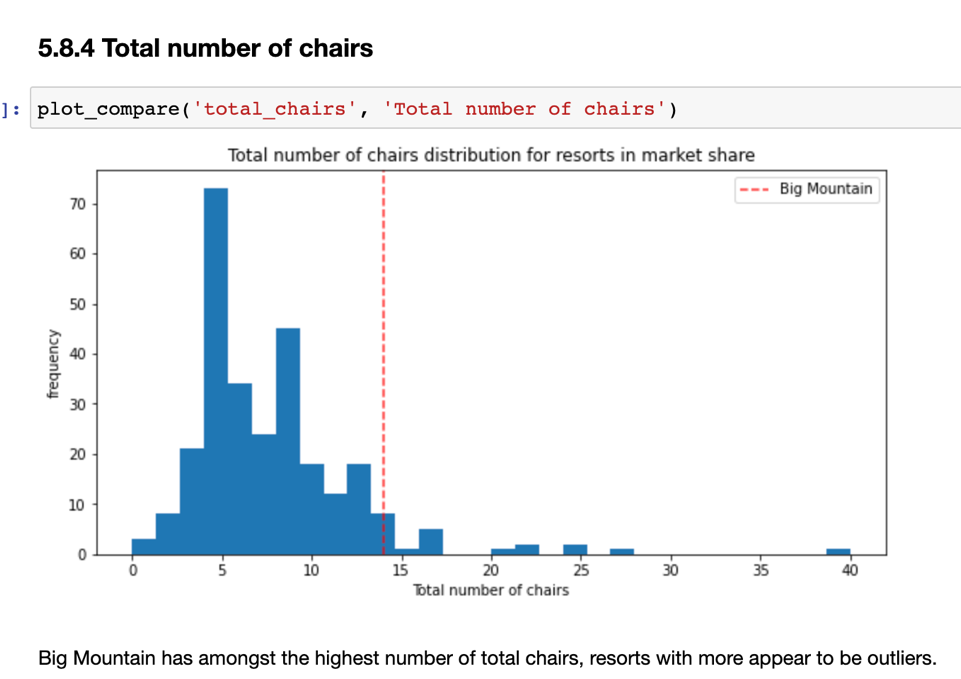 5.8.4 Total number of chairs
]: plot_compare('total_chairs', 'Total number of chairs')
Total number of chairs distribution for resorts in market share
Big Mountain
70
60
50
40
30
20
10
0
frequency
0 5 10 15 20 25 30 35 40
Total number of chairs
Big Mountain has amongst the highest number of total chairs, resorts with more appear to be outliers.